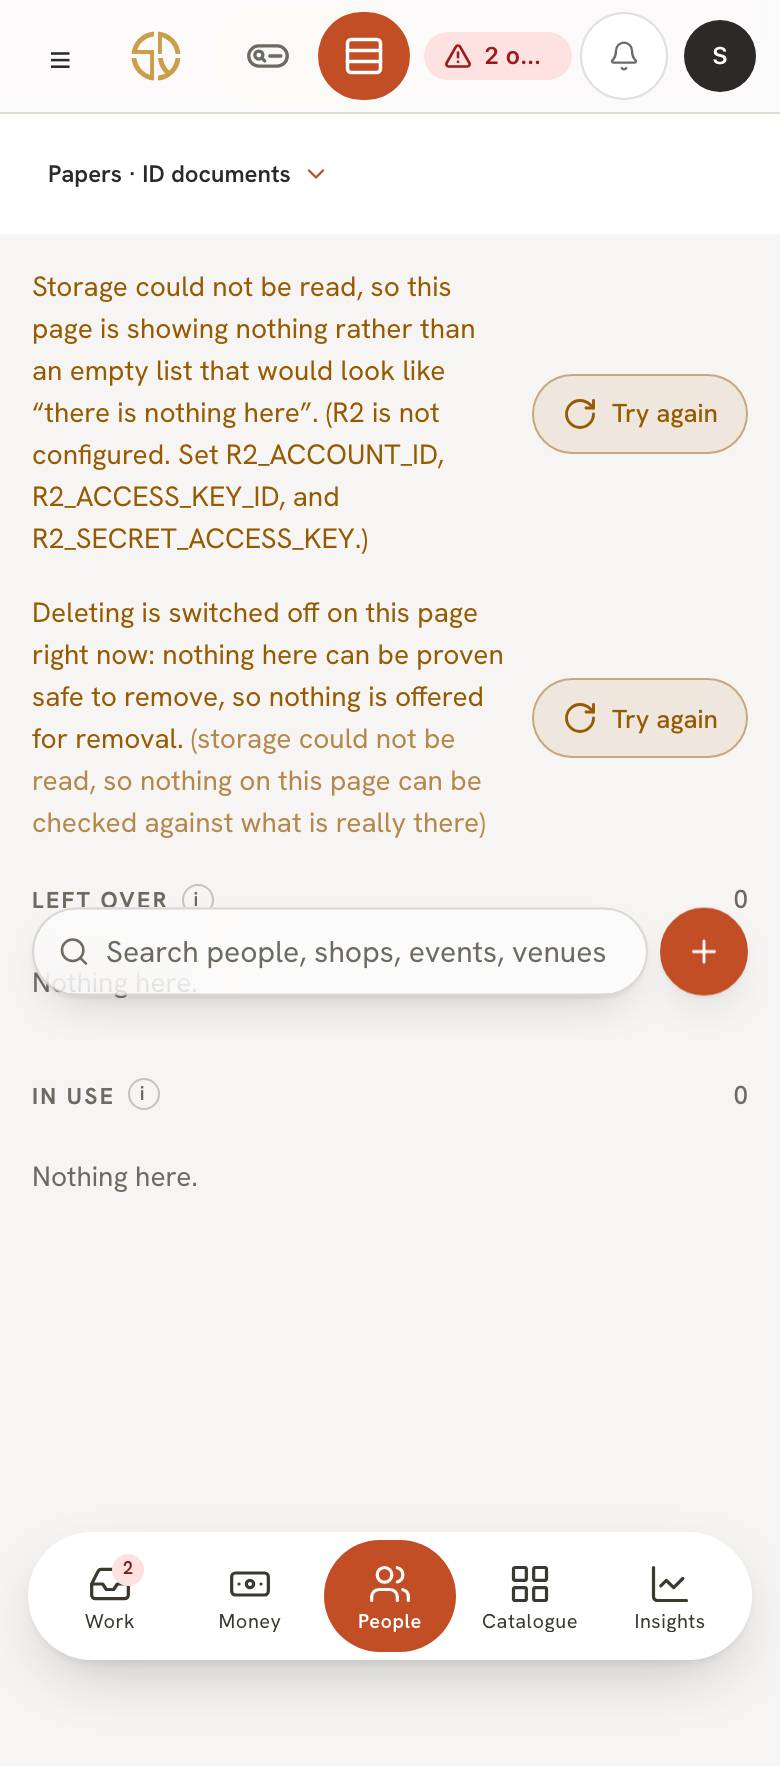 2 o...
S
Papers · ID documents
Storage could not be read, so this
page is showing nothing rather than
an empty list that would look like
“there is nothing here”. (R2 is not
configured. Set R2_ACCOUNT_ID,
R2_ACCESS_KEY_ID, and
R2_SECRET_ACCESS_KEY.)
Try again
Deleting is switched off on this page
right now: nothing here can be proven
safe to remove, so nothing is offered
for removal. (storage could not be
read, so nothing on this page can be
checked against what is really there)
Try again
LEFT OVER i 0
Search people, shops, events, venues
Nothing here.
IN USE i 0
Nothing here.
2
Work Money People Catalogue Insights